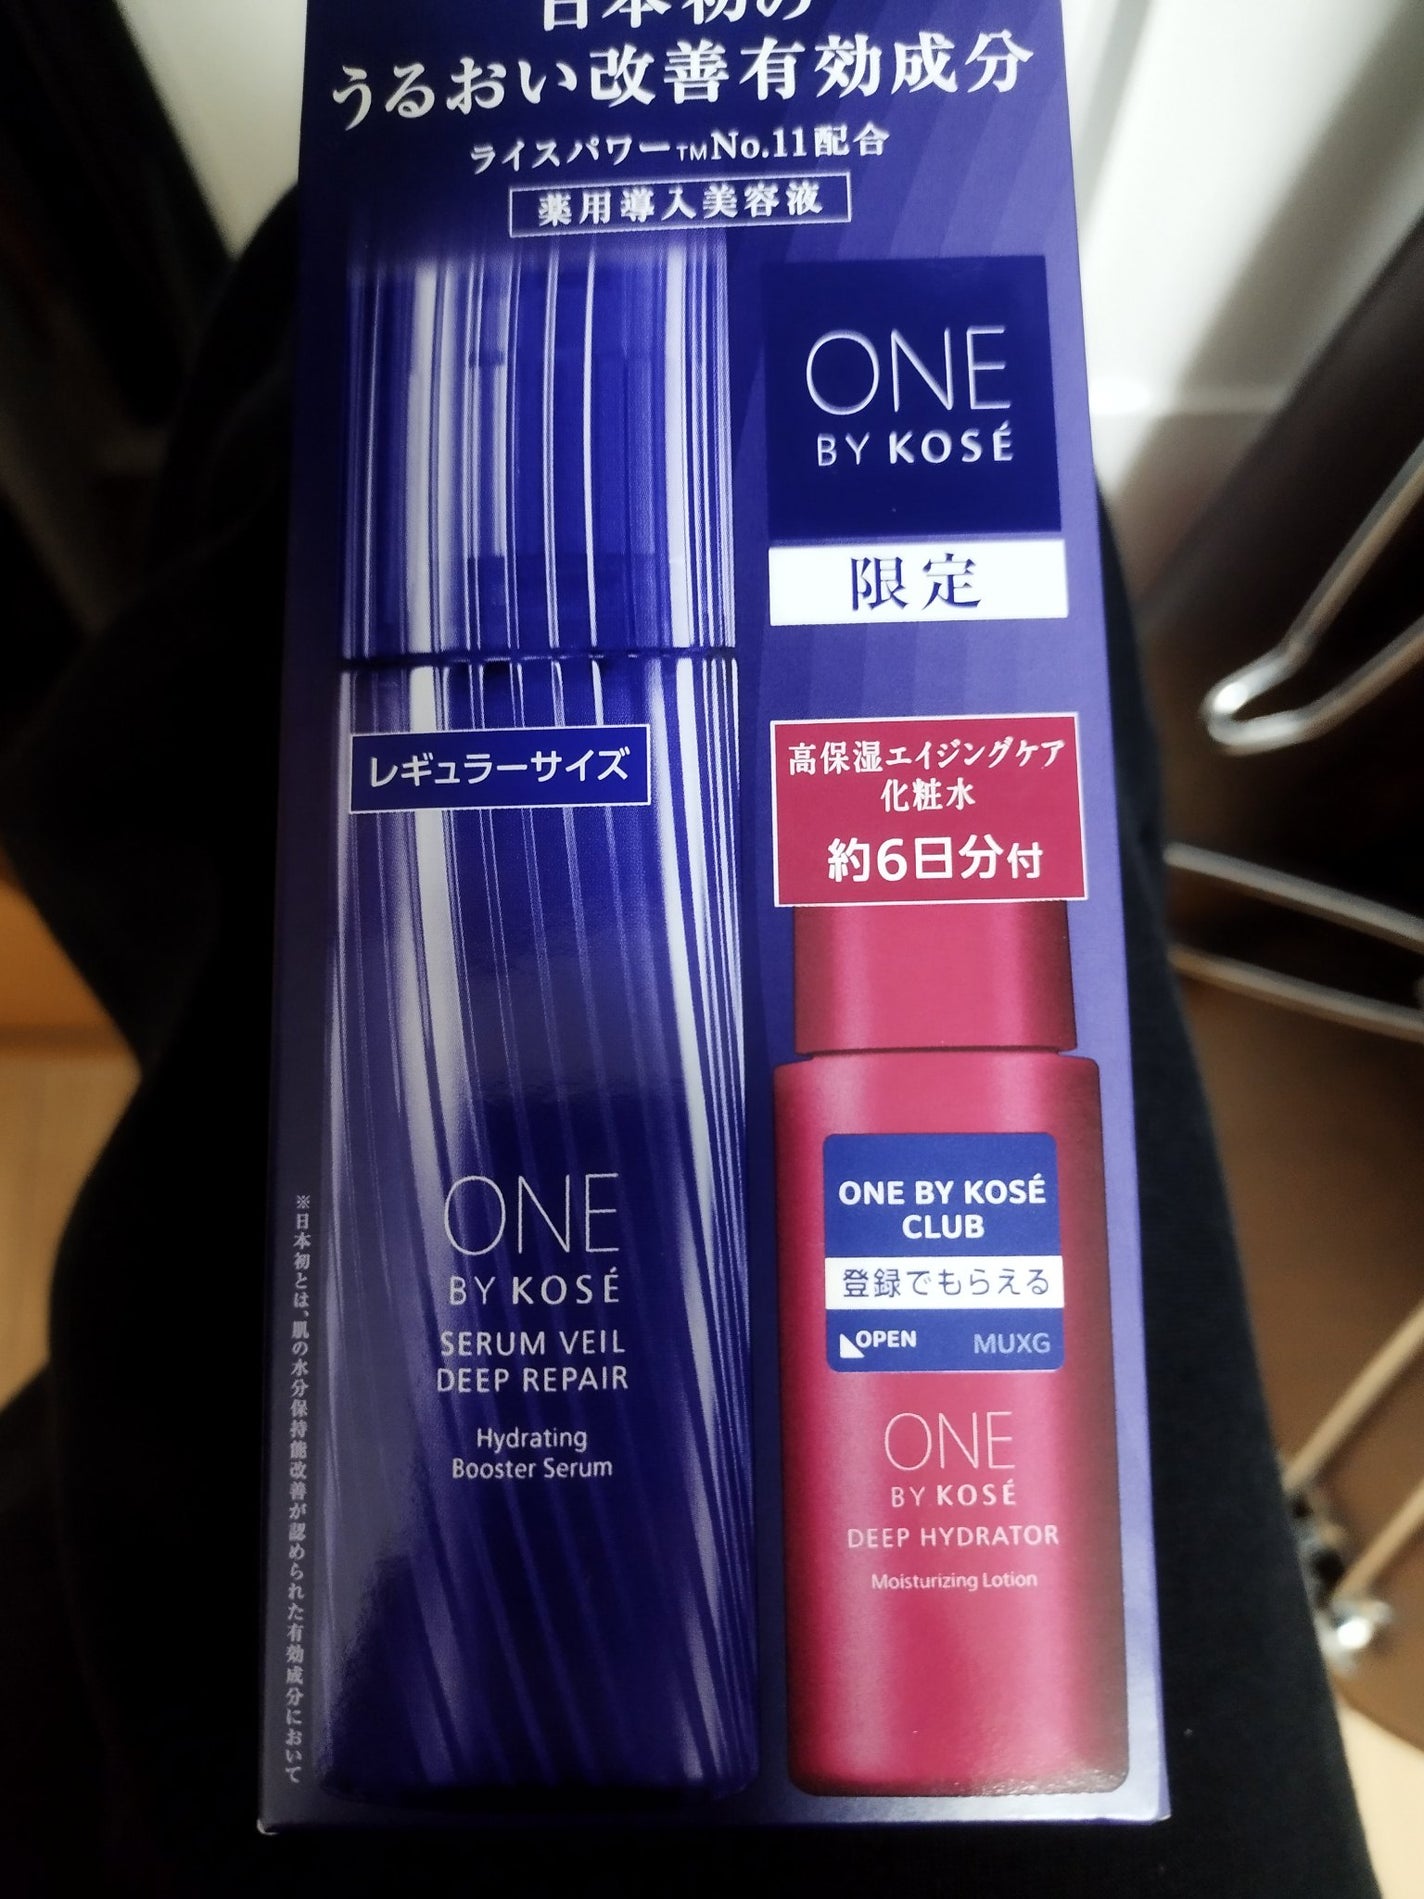 日本初の
うるおい改善有効成分
ライスパワー™No.11配合
薬用導入美容液
ONE
BY KOSÉ
限定
レギュラーサイズ
高保湿エイジングケア
化粧水
約6日分付
ONE BY KOSÉ
CLUB
登録でもらえる
OPEN MUXG
ONE
BY KOSÉ
SERUM VEIL
DEEP REPAIR
Hydrating
Booster Serum
ONE
BY KOSÉ
DEEP HYDRATOR
Moisturizing Lotion
※日本初とは、肌の水分保持能改善が認められた有効成分において